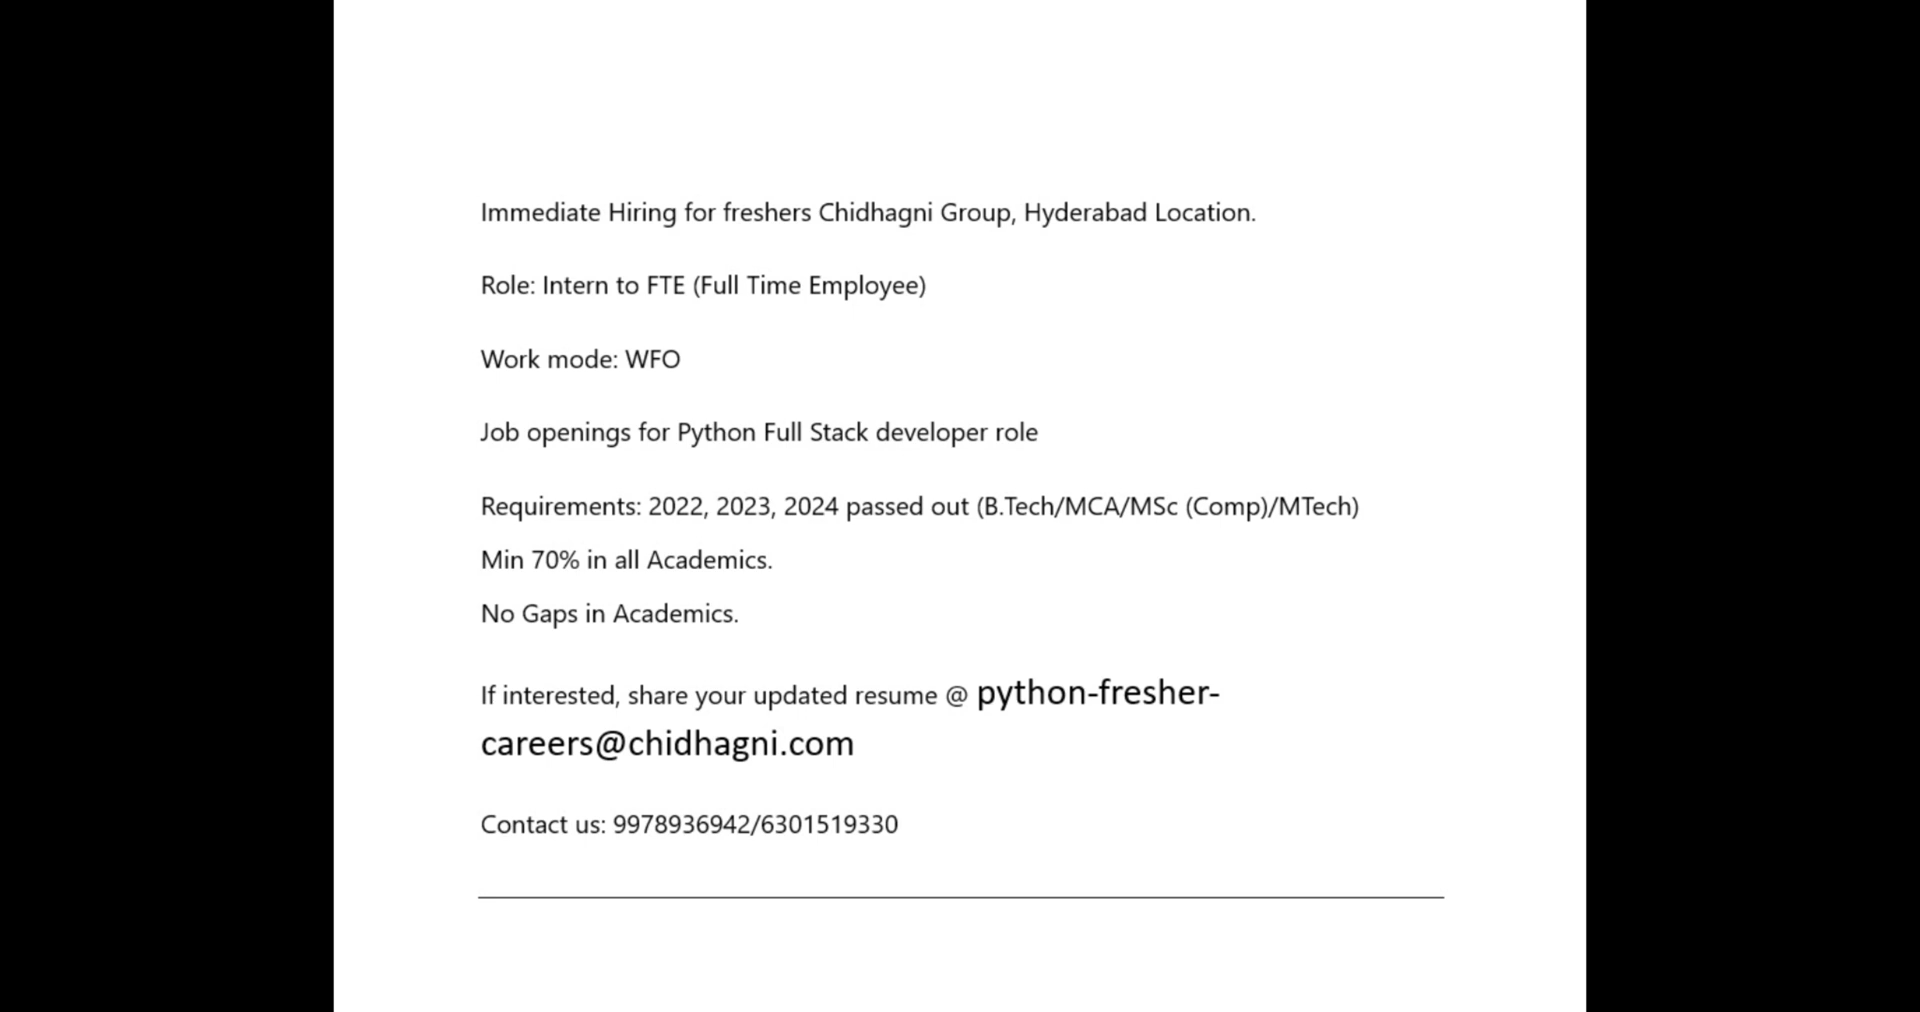 Immediate Hiring for freshers Chidhagni Group, Hyderabad Location.
Role: Intern to FTE (Full Time Employee)
Work mode: WFO
Job openings for Python Full Stack developer role
Requirements: 2022, 2023, 2024 passed out (B.Tech/MCA/MSc (Comp)/MTech)
Min 70% in all Academics.
No Gaps in Academics.
If interested, share your updated resume @ python-fresher-
careers@chidhagni.com
Contact us: 9978936942/6301519330